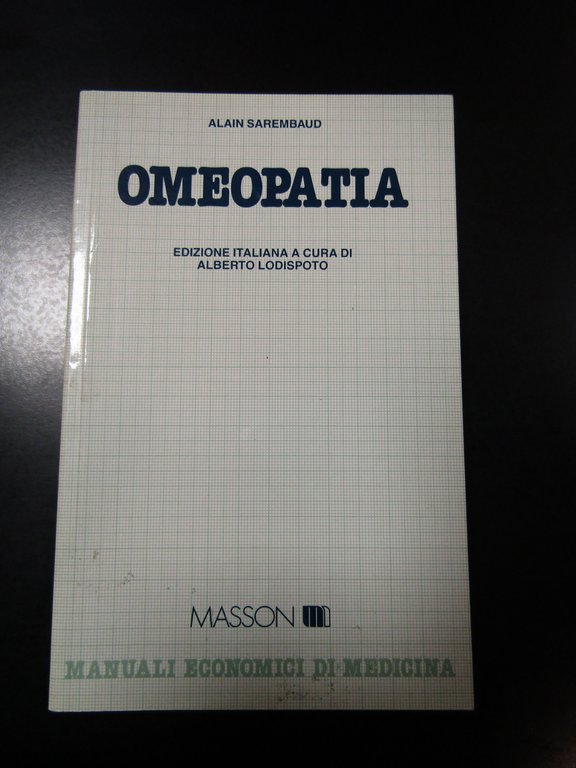 ALAIN SAREMBAUD
OMEOPATIA
EDIZIONE ITALIANA A CURA DI
ALBERTO LODISPOTO
MASSON m
MANUALI ECONOMICI DI MEDICINA